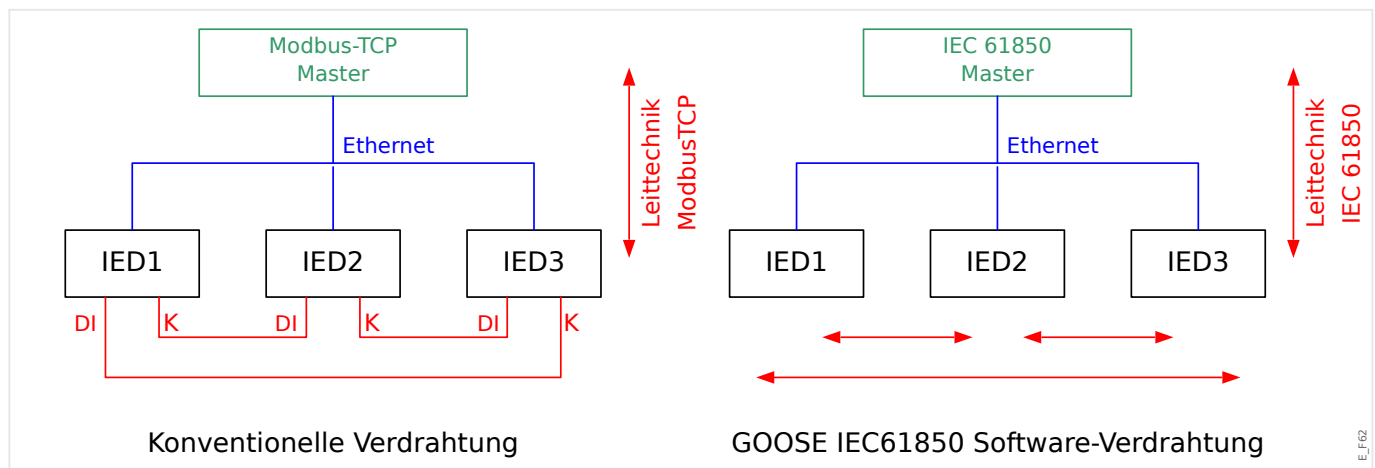 Modbus-TCP
Master
Ethernet
Leittechnik
ModbusTCP
IED1
IED2
IED3
DI
K
DI
K
DI
K
Konventionelle Verdrahtung
IEC 61850
Master
Ethernet
Leittechnik
IEC 61850
IED1
IED2
IED3
GOOSE IEC61850 Software-Verdrahtung
E_F62